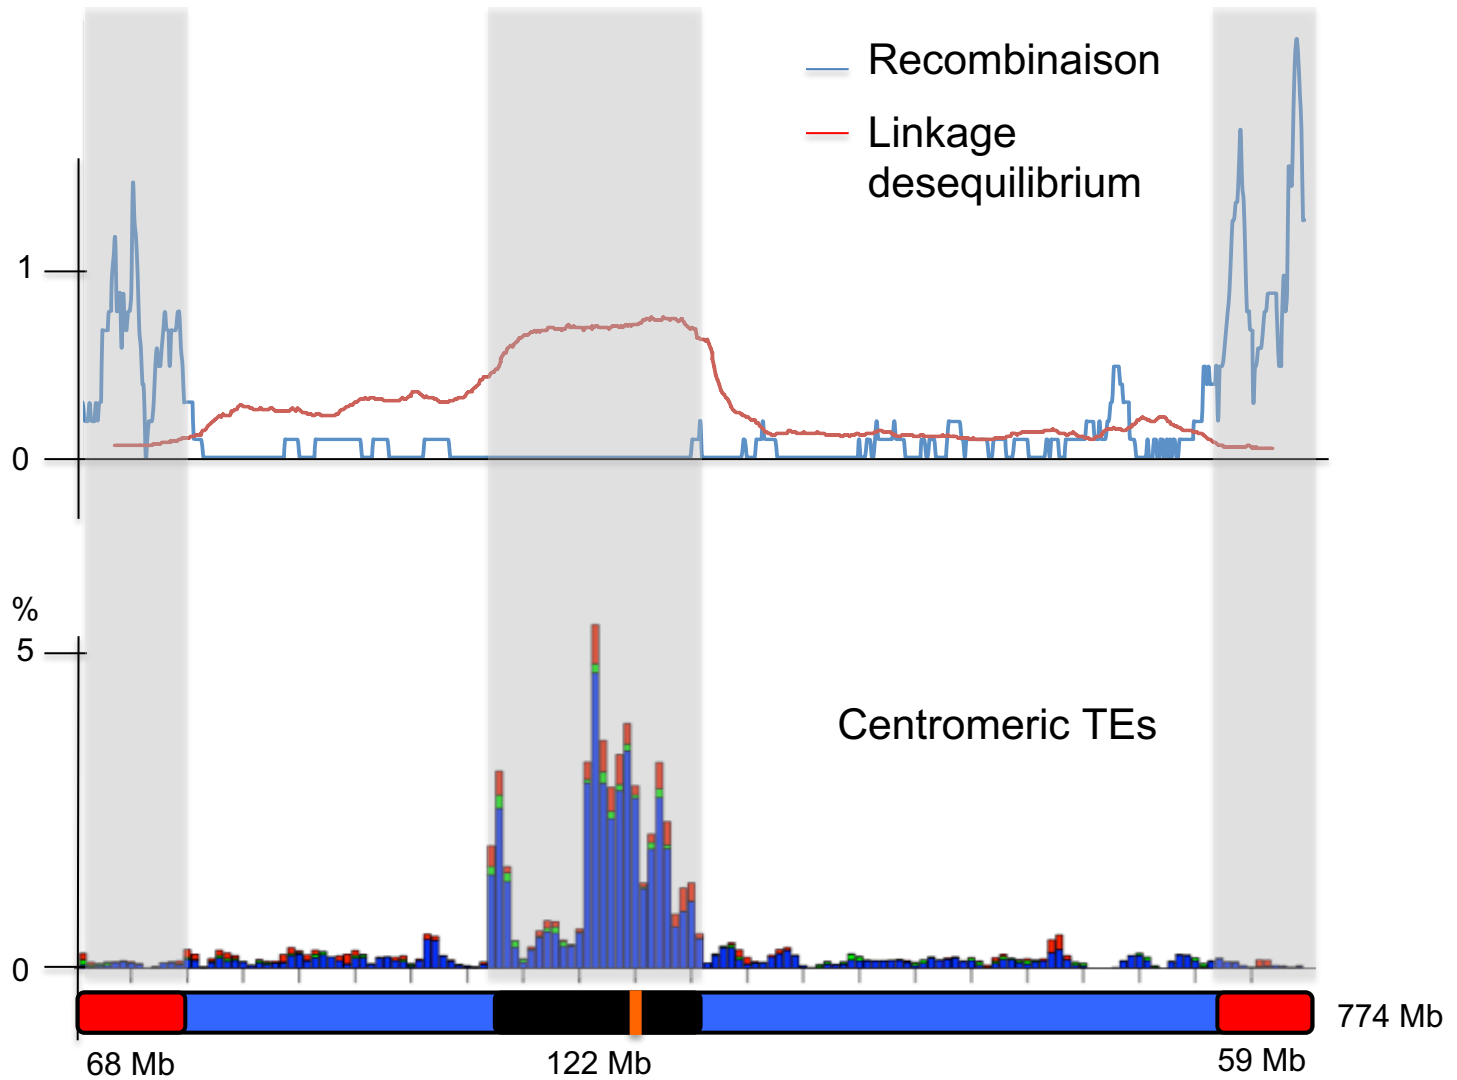 Recombinaison
Linkage
desequilibrium
1
0
%
5
Centromeric TEs
0
774 Mb
68 Mb
122 Mb
59 Mb